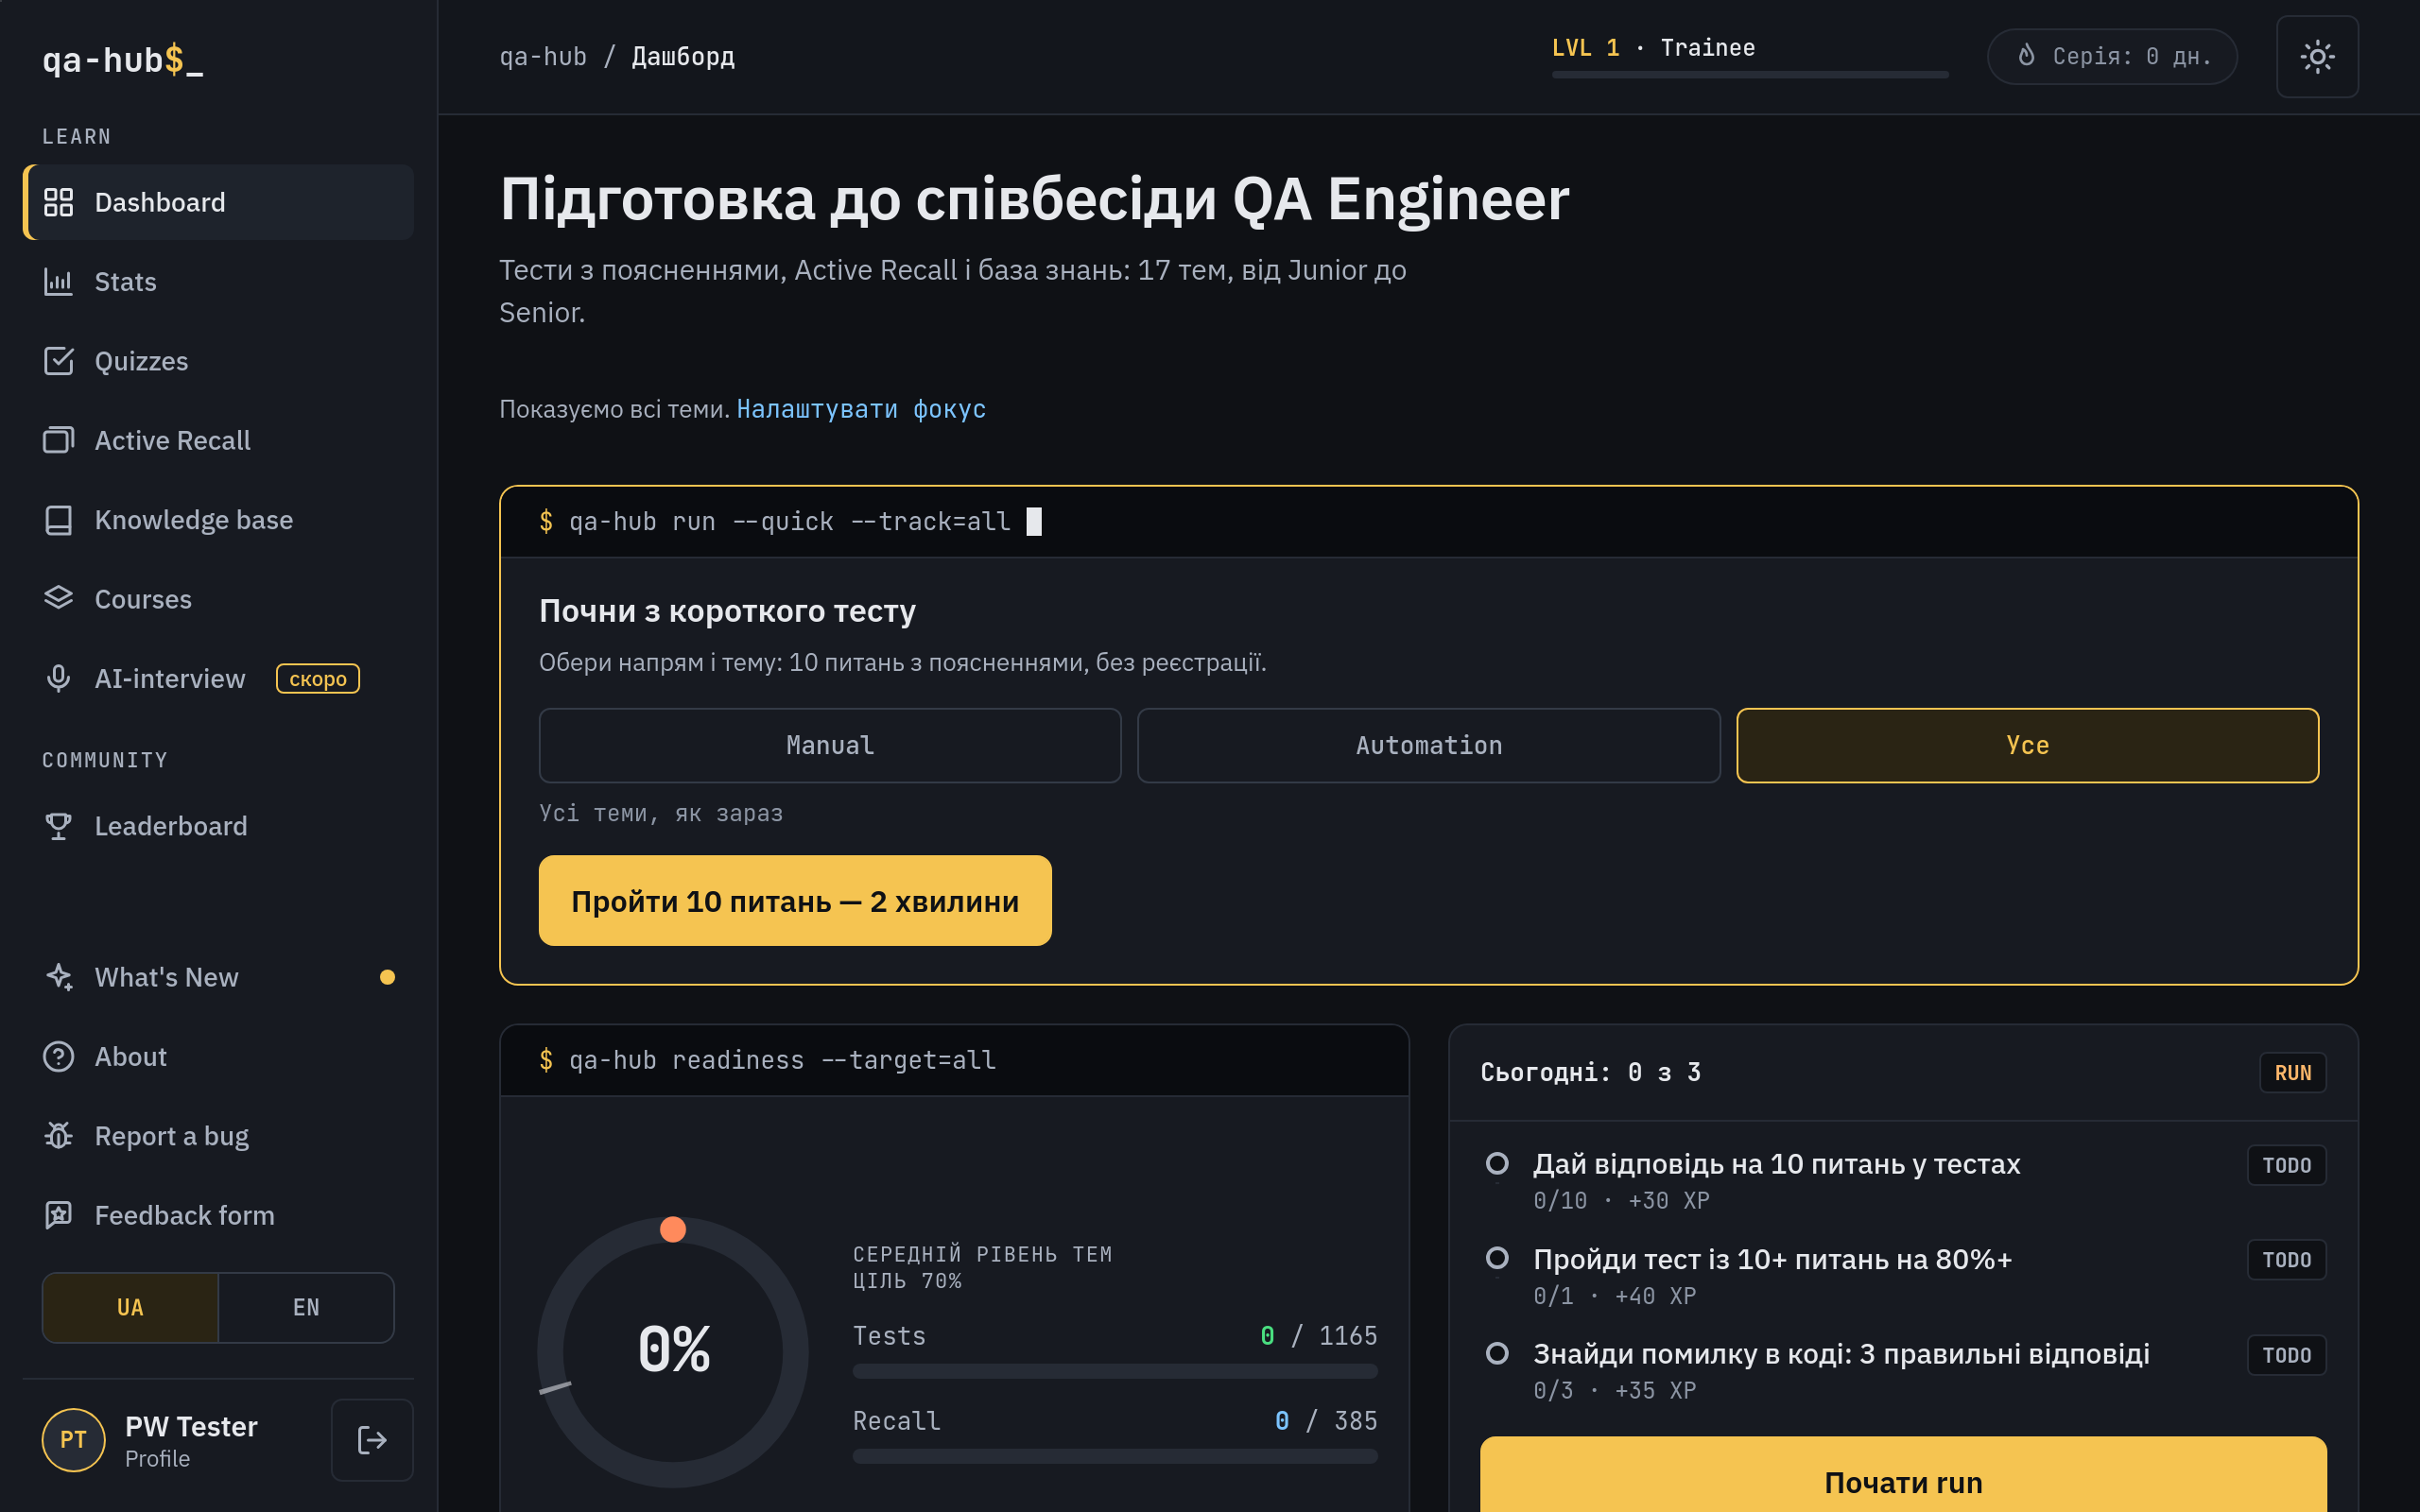 qa-hub$_
LEARN
Dashboard
Stats
Quizzes
Active Recall
Knowledge base
Courses
AI-interview скоро
COMMUNITY
Leaderboard
What's New
About
Report a bug
Feedback form
UA EN
PT PW Tester
Profile
qa-hub / Дашборд
LVL 1 · Trainee
Серія: 0 дн.
Підготовка до співбесіди QA Engineer
Тести з поясненнями, Active Recall і база знань: 17 тем, від Junior до
Senior.
Показуємо всі теми. Налаштувати фокус
$ qa-hub run --quick --track=all
Почни з короткого тесту
Обери напрям і тему: 10 питань з поясненнями, без реєстрації.
Manual Automation Усе
Усі теми, як зараз
Пройти 10 питань — 2 хвилини
$ qa-hub readiness --target=all
0%
СЕРЕДНІЙ РІВЕНЬ ТЕМ
ЦІЛЬ 70%
Tests 0 / 1165
Recall 0 / 385
Сьогодні: 0 з 3 RUN
Дай відповідь на 10 питань у тестах TODO
0/10 · +30 XP
Пройди тест із 10+ питань на 80%+ TODO
0/1 · +40 XP
Знайди помилку в коді: 3 правильні відповіді TODO
0/3 · +35 XP
Почати run